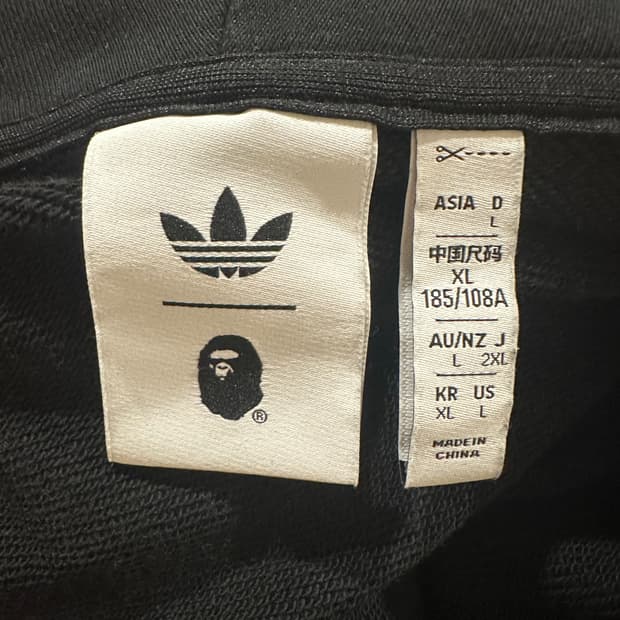 ®
ASIA D
L
中国尺码
XL
185/108A
AU/NZ J
L 2XL
KR US
XL L
MADE IN
CHINA